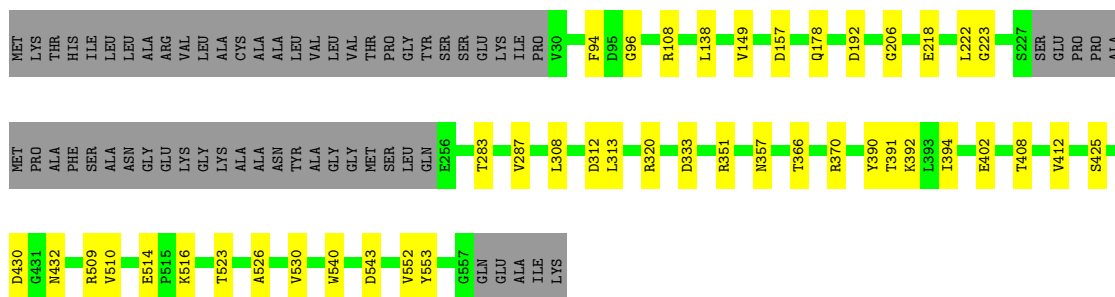 MET LYS THR HIS ILE LEU LEU ALA ARG VAL LEU ALA CYS ALA ALA LEU VAL LEU VAL THR PRO GLY TYR SER SER GLU LYS ILE PRO V30 F94 D95 G96 R108 L138 V149 D157 Q178 D192 G206 E218 L222 G223 S227 SER GLU PRO PRO ALA
MET PRO ALA PHE SER ALA ASN GLY GLU LYS GLY LYS ALA ALA ASN TYR ALA GLY GLY MET SER LEU GLN E256 T283 V287 L308 D312 L313 R320 D333 R351 N357 T366 R370 Y390 T391 K392 L393 I394 E402 T408 V412 S425
D430 G431 N432 R509 V510 E514 P515 K516 T523 A526 V530 W540 D543 V552 Y553 G557 GLN GLU ALA ILE LYS